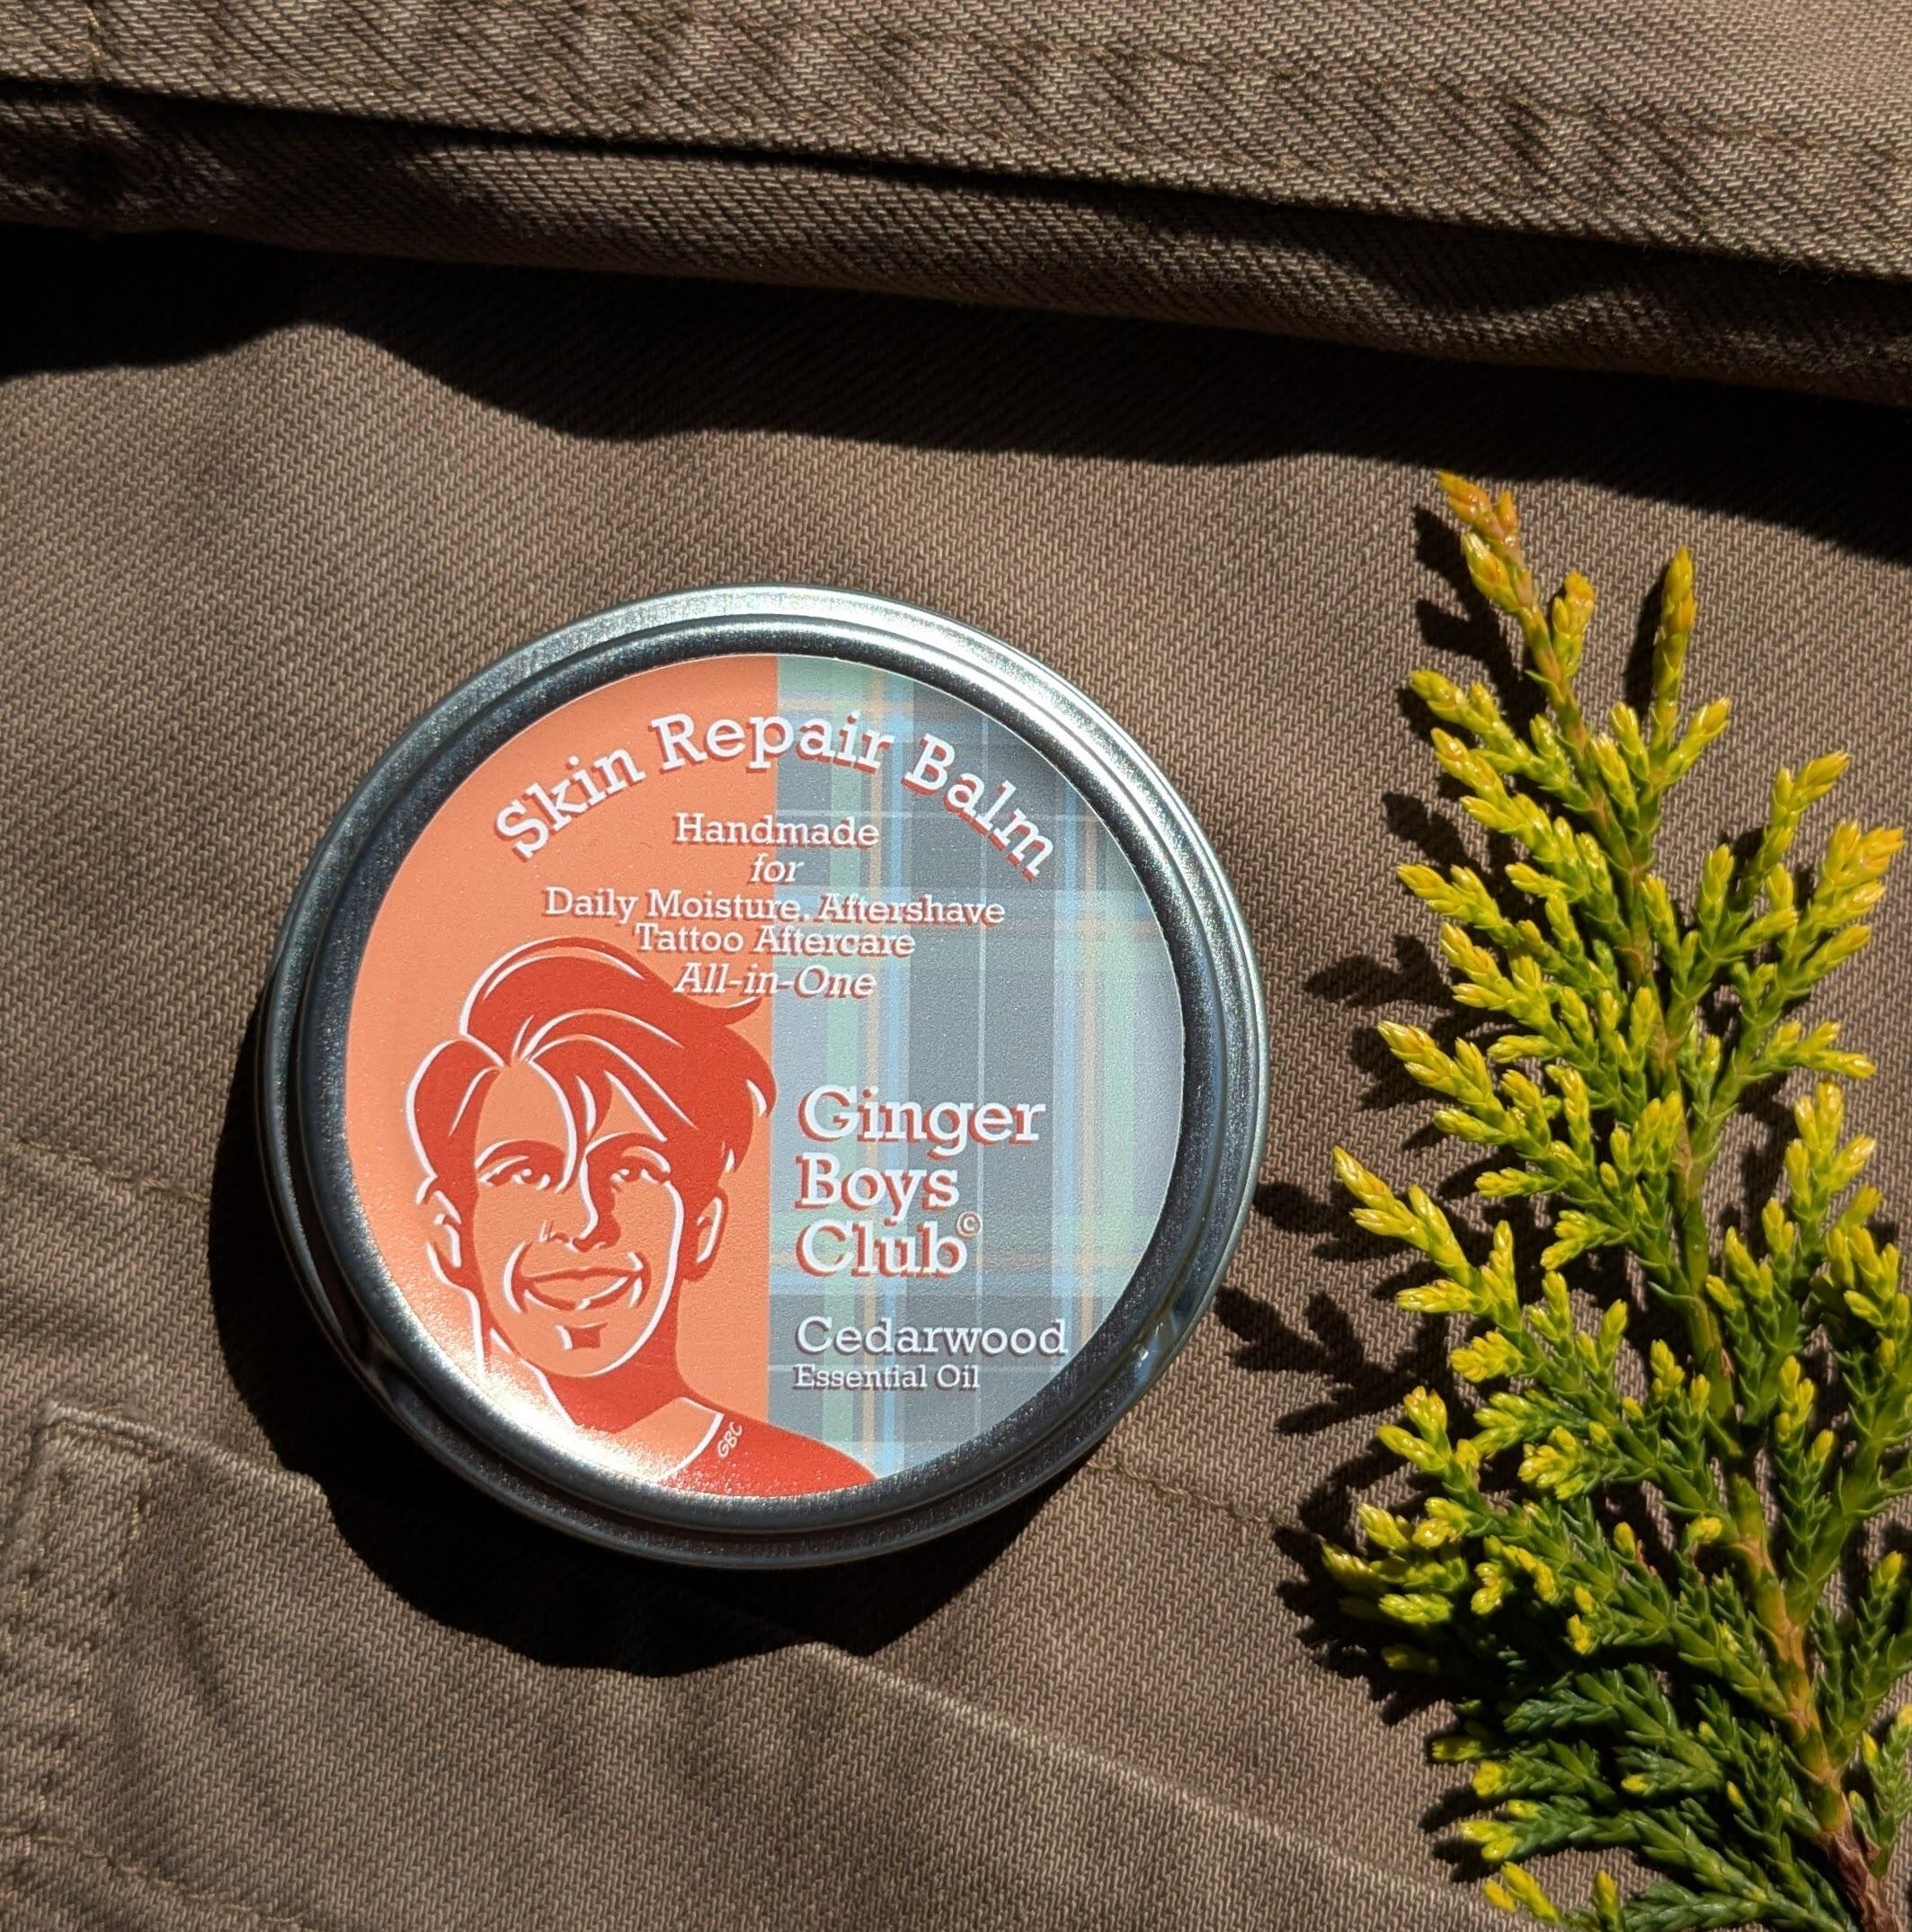 Skin Repair Balm
Handmade
for
Daily Moisture. Aftershave
Tattoo Aftercare
All-in-One
Ginger
Boys
Club©
Cedarwood
Essential Oil
GBC